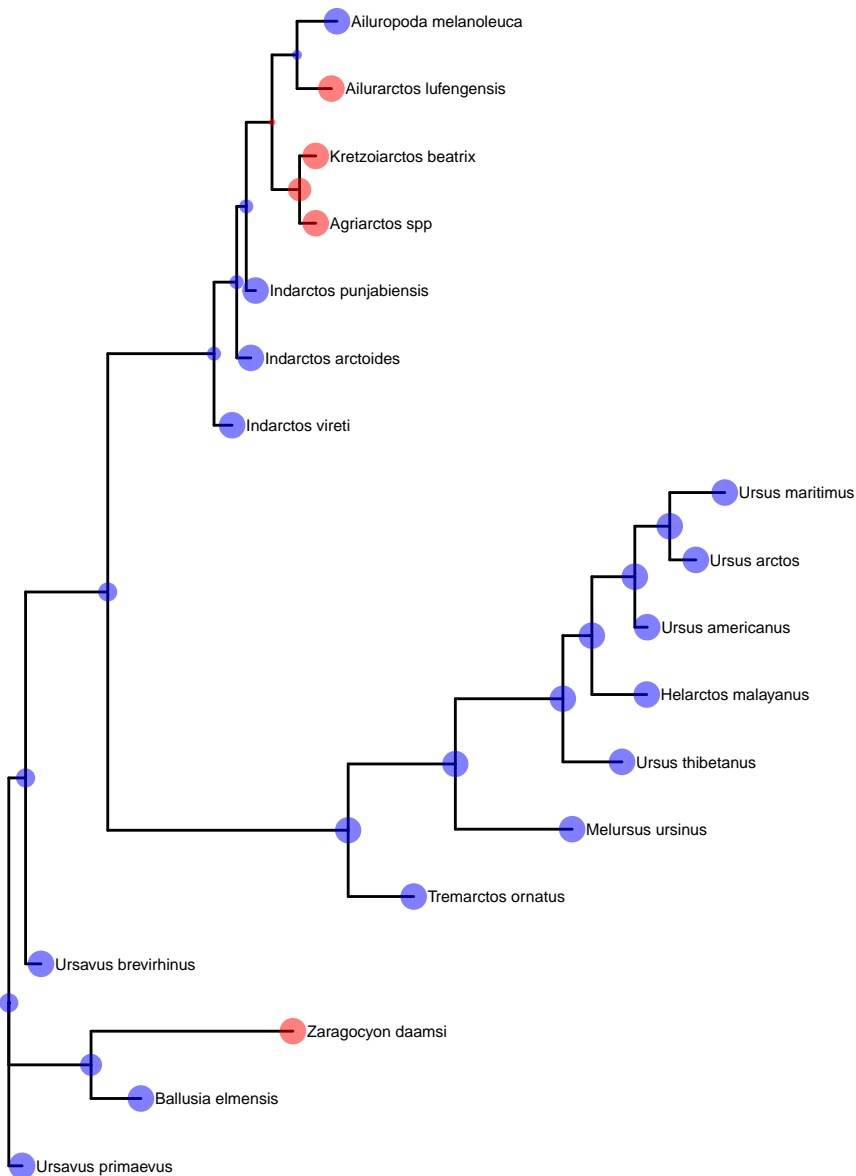 Ailuropoda melanoleuca
Ailurarctos lufengensis
Kretzoiarctos beatrix
Agriarctos spp
Indarctos punjabiensis
Indarctos arctoides
Indarctos vireti
Ursus maritimus
Ursus arctos
Ursus americanus
Helarctos malayanus
Ursus thibetanus
Melursus ursinus
Tremarctos ornatus
Ursavus brevirhinus
Zaragocyon daamsi
Ballusia elmensis
Ursavus primaevus